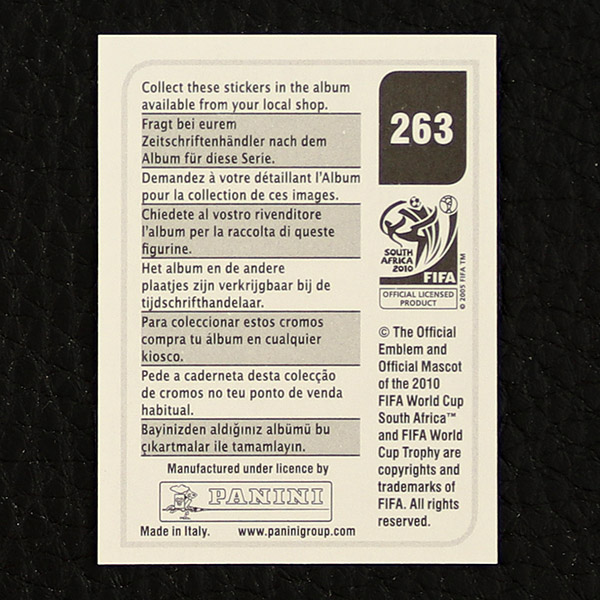 Collect these stickers in the album
available from your local shop.
Fragt bei eurem
Zeitschriftenhändler nach dem
Album für diese Serie.
Demandez à votre détaillant l'Album
pour la collection de ces images.
Chiedete al vostro rivenditore
l'album per la raccolta di queste
figurine.
Het album en de andere
plaatjes zijn verkrijgbaar bij de
tijdschrifthandelaar.
Para coleccionar estos cromos
compra tu álbum en cualquier
kiosco.
Pede a caderneta desta colecção
de cromos no teu ponto de venda
habitual.
Bayinizden aldığınız albümü bu
çıkartmalar ile tamamlayın.
Manufactured under licence by
PANINI
Made in Italy. www.paninigroup.com
263
SOUTH
AFRICA
2010
FIFA
OFFICIAL LICENSED
PRODUCT
© 2005 FIFA TM
© The Official
Emblem and
Official Mascot
of the 2010
FIFA World Cup
South Africa™
and FIFA World
Cup Trophy are
copyrights and
trademarks of
FIFA. All rights
reserved.